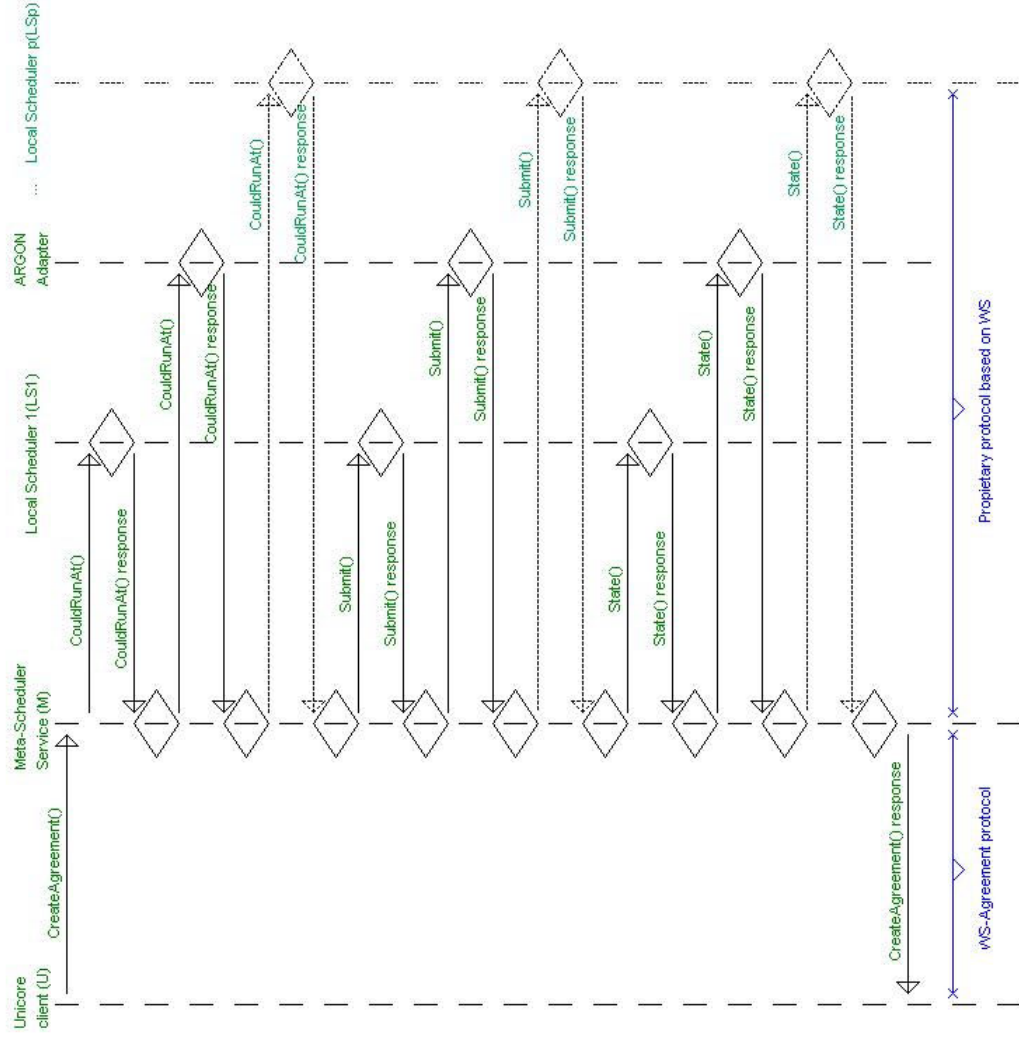 Unicore
client (U)
Meta-Scheduler
Service (M)
Local Scheduler 1(LS1)
ARGON
Adapter
...
Local Scheduler p(LSp)
CreateAgreement()
CouldRunAt()
CouldRunAt() response
CouldRunAt()
CouldRunAt() response
CouldRunAt()
CouldRunAt() response
Submit()
Submit() response
Submit()
Submit() response
Submit()
Submit() response
State()
State() response
State()
State() response
State()
State() response
CreateAgreement() response
WS-Agreement protocol
Propietary protocol based on WS